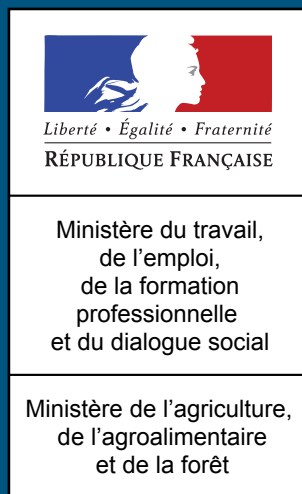 Liberté • Égalité • Fraternité
RÉPUBLIQUE FRANÇAISE
Ministère du travail,
de l’emploi,
de la formation
professionnelle
et du dialogue social
Ministère de l’agriculture,
de l’agroalimentaire
et de la forêt